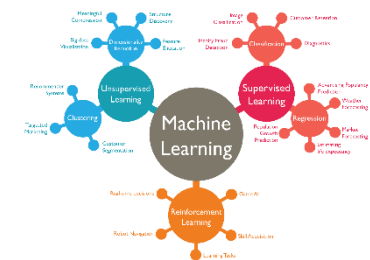 Meaningful
Compression
Structure
Discovery
Big data
Visualisation
Dimensionality
Reduction
Feature
Elicitation
Recommender
Systems
Unsupervised
Learning
Clustering
Targeted
Marketing
Customer
Segmentation
Image
Classification
Customer Retention
Identity Fraud
Detection
Classification
Diagnostics
Supervised
Learning
Advertising Popularity
Prediction
Weather
Forecasting
Regression
Population
Growth
Prediction
Market
Forecasting
Estimating
life expectancy
Machine
Learning
Real-time decisions
Game AI
Reinforcement
Learning
Robot Navigation
Skill Acquisition
Learning Tasks